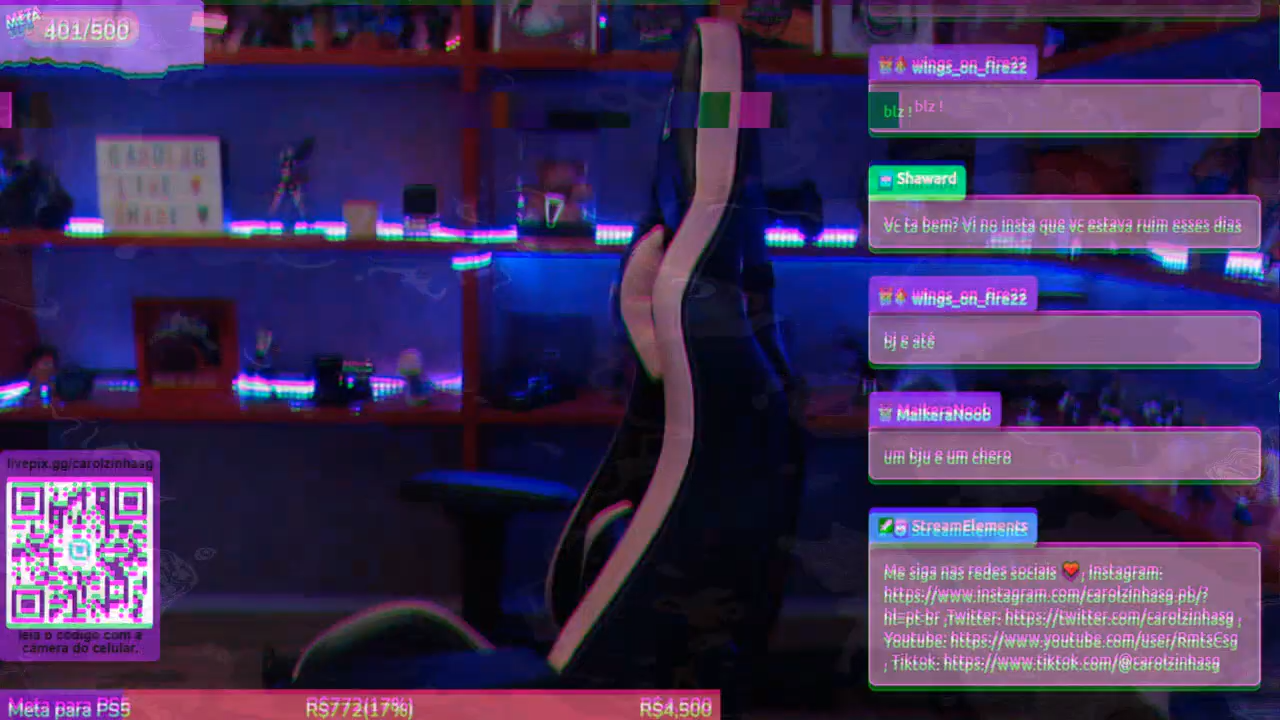 META
401/500
wings_on_fire22
blz !
Shaward
Vc ta bem? Vi no insta que vc estava ruim esses dias
wings_on_fire22
bj e até
MaikeraNoob
um bju e um chero
StreamElements
Me siga nas redes sociais ❤️ ; Instagram:
https://www.instagram.com/carolzinhasg.pb/?
hl=pt-br ;Twitter: https://twitter.com/carolzinhasg ;
Youtube: https://www.youtube.com/user/RmtsCsg
; Tiktok: https://www.tiktok.com/@carolzinhasg
livepix.gg/carolzinhasg
leia o código com a
câmera do celular.
Meta para PS5 R$772(17%) R$4,500